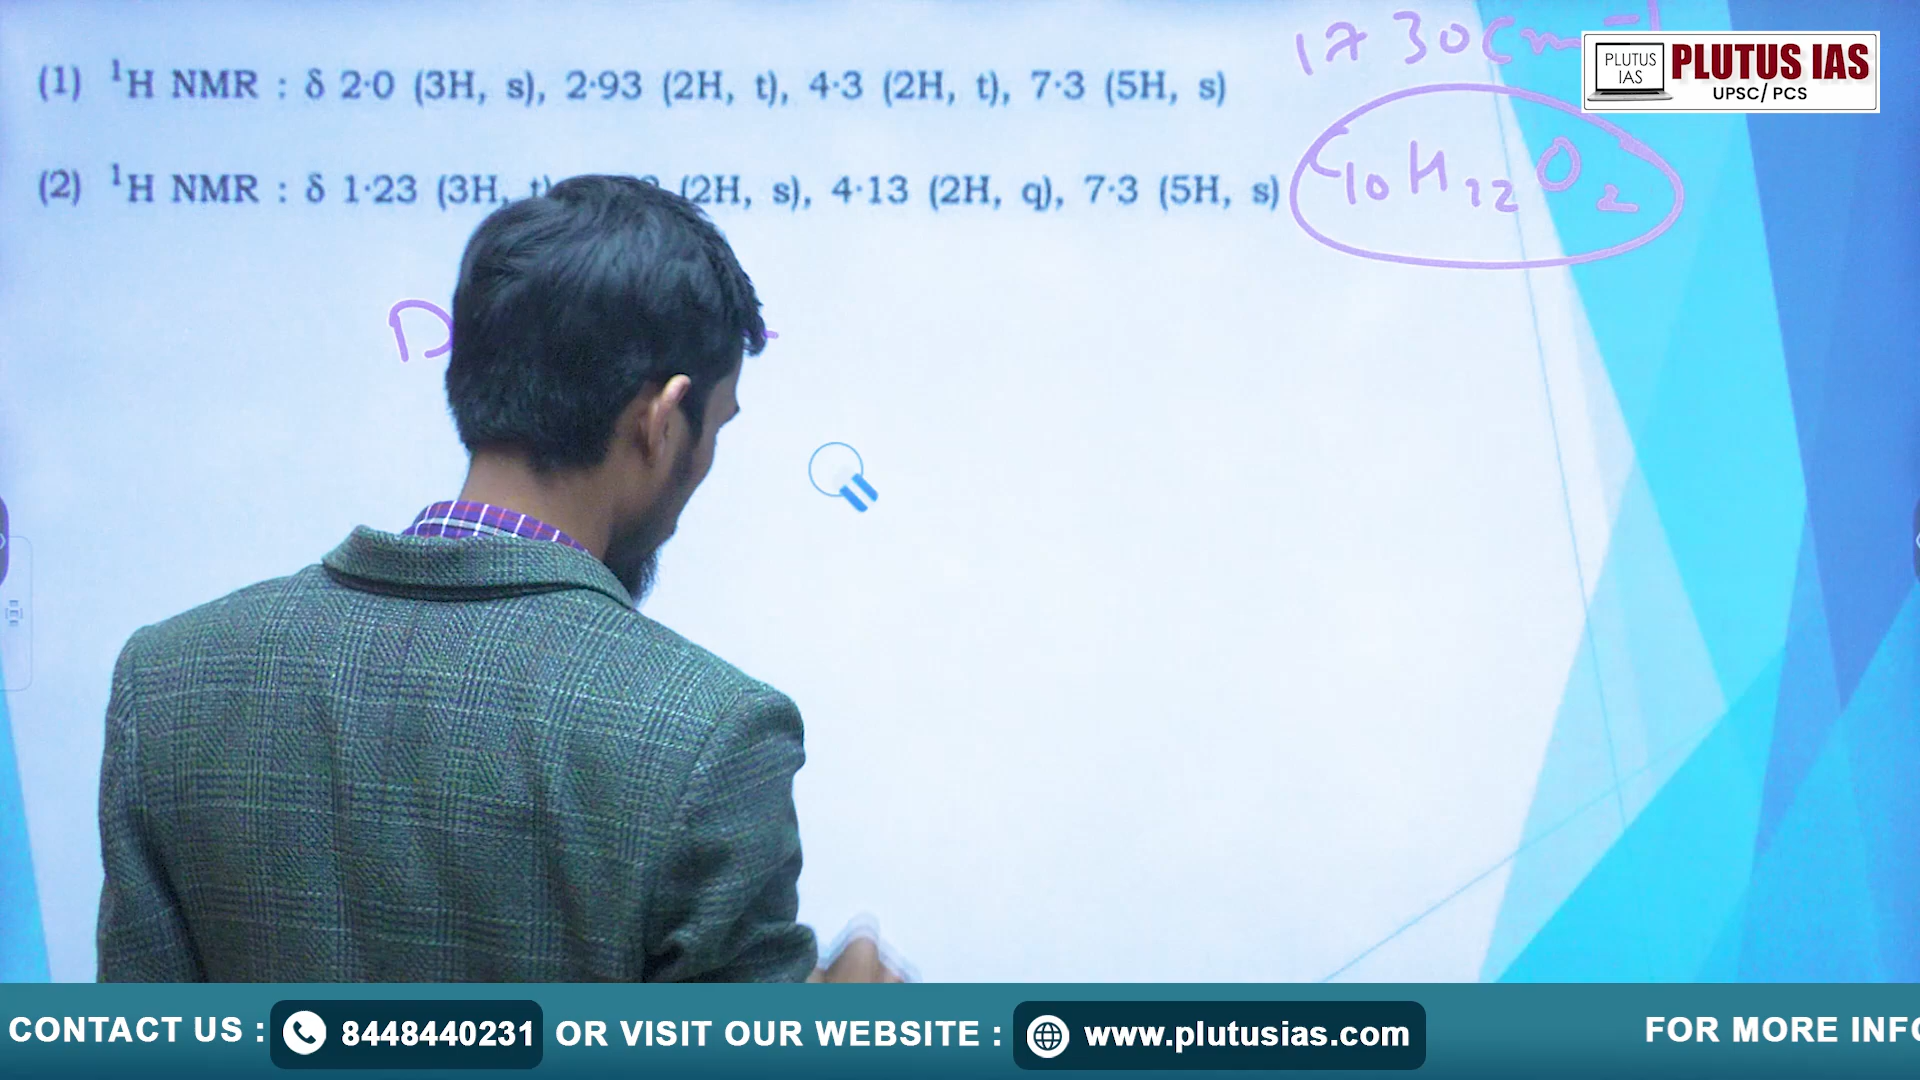 1730 cm⁻¹
(1) ¹H NMR : δ 2·0 (3H, s), 2·93 (2H, t), 4·3 (2H, t), 7·3 (5H, s)
PLUTUS IAS
PLUTUS IAS
UPSC/ PCS
(2) ¹H NMR : δ 1·23 (3H, t) (2H, s), 4·13 (2H, q), 7·3 (5H, s)
C₁₀H₁₂O₂
CONTACT US : 8448440231 OR VISIT OUR WEBSITE : www.plutusias.com FOR MORE